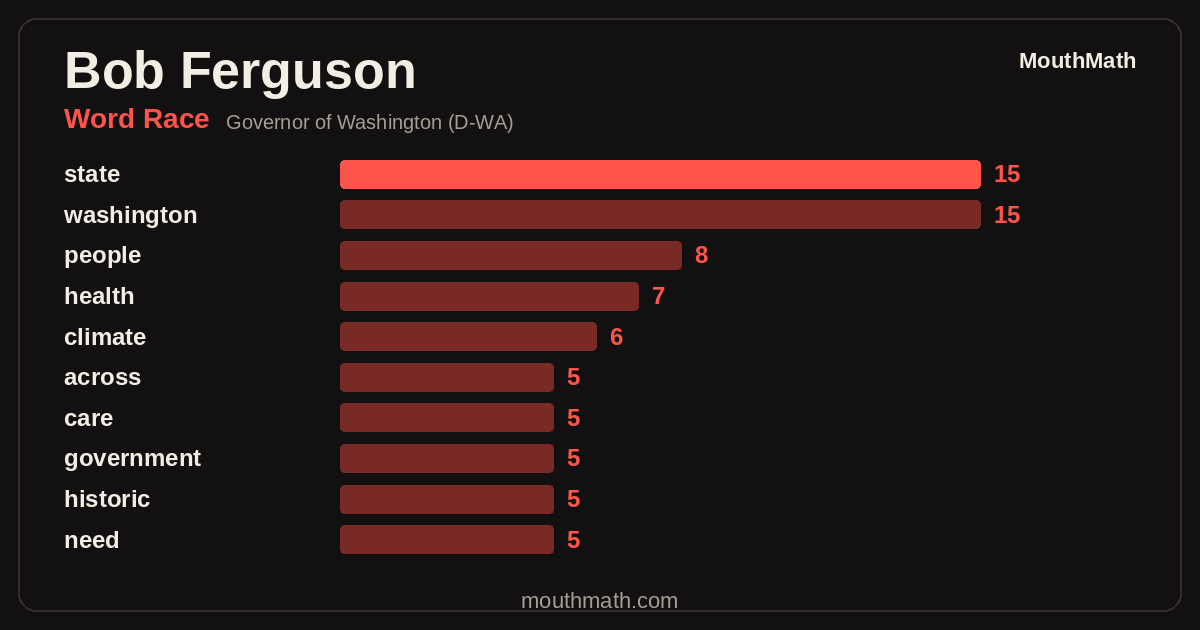 Bob Ferguson
MouthMath
Word Race Governor of Washington (D-WA)
state 15
washington 15
people 8
health 7
climate 6
across 5
care 5
government 5
historic 5
need 5
mouthmath.com